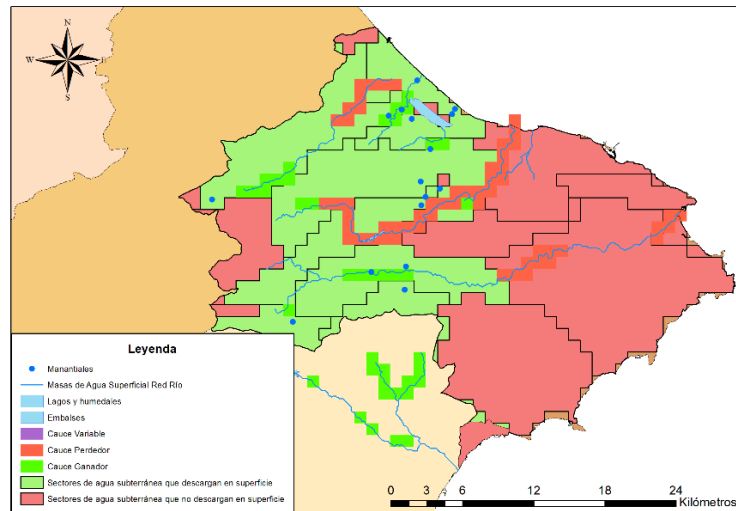 N
W
E
S
Leyenda
Manantiales
Masas de Agua Superficial Red Río
Lagos y humedales
Embalses
Cauce Variable
Cauce Perdedor
Cauce Ganador
Sectores de agua subterránea que descargan en superficie
Sectores de agua subterránea que no descargan en superficie
0 3 6 12 18 24
Kilómetros